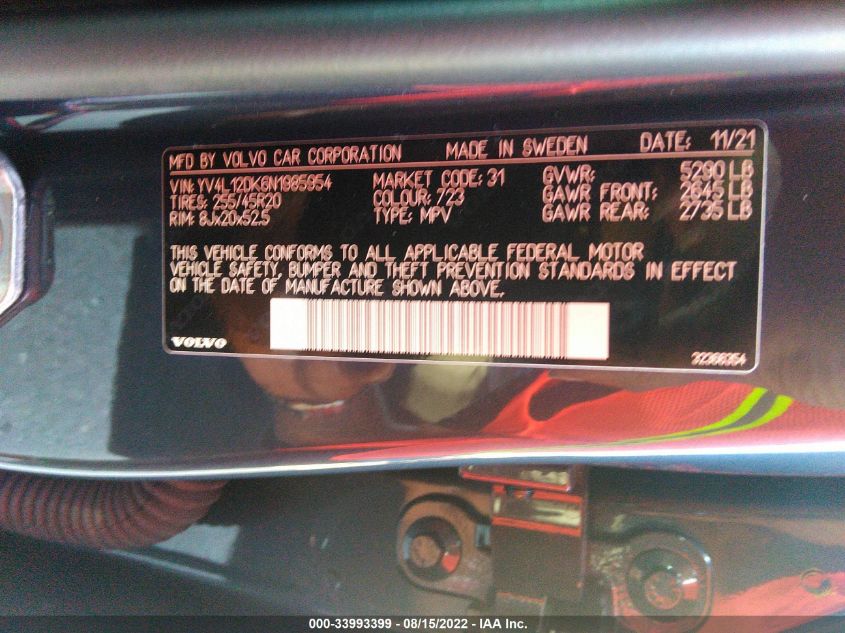 MFD BY VOLVO CAR CORPORATION MADE IN SWEDEN DATE: 11/21
VIN: YV4L12DK6N1985954 MARKET CODE: 31 GVWR: 5290 LB
TIRES: 255/45R20 COLOUR: 723 GAWR FRONT: 2645 LB
RIM: 8Jx20x52.5 TYPE: MPV GAWR REAR: 2735 LB
THIS VEHICLE CONFORMS TO ALL APPLICABLE FEDERAL MOTOR
VEHICLE SAFETY, BUMPER AND THEFT PREVENTION STANDARDS IN EFFECT
ON THE DATE OF MANUFACTURE SHOWN ABOVE.
VOLVO 32366354
000-33993399 - 08/15/2022 - IAA Inc.